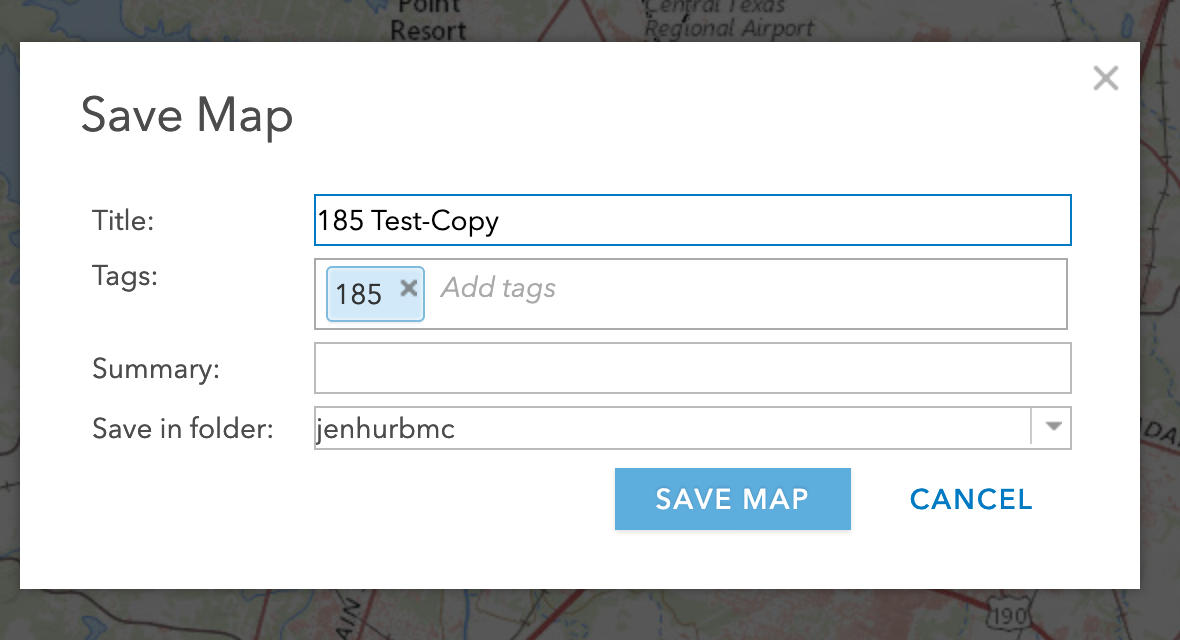 Point
Resort
Central Texas
Regional Airport
Save Map
Title:
185 Test-Copy
Tags:
185
Add tags
Summary:
Save in folder:
jenhurbmc
SAVE MAP
CANCEL
190